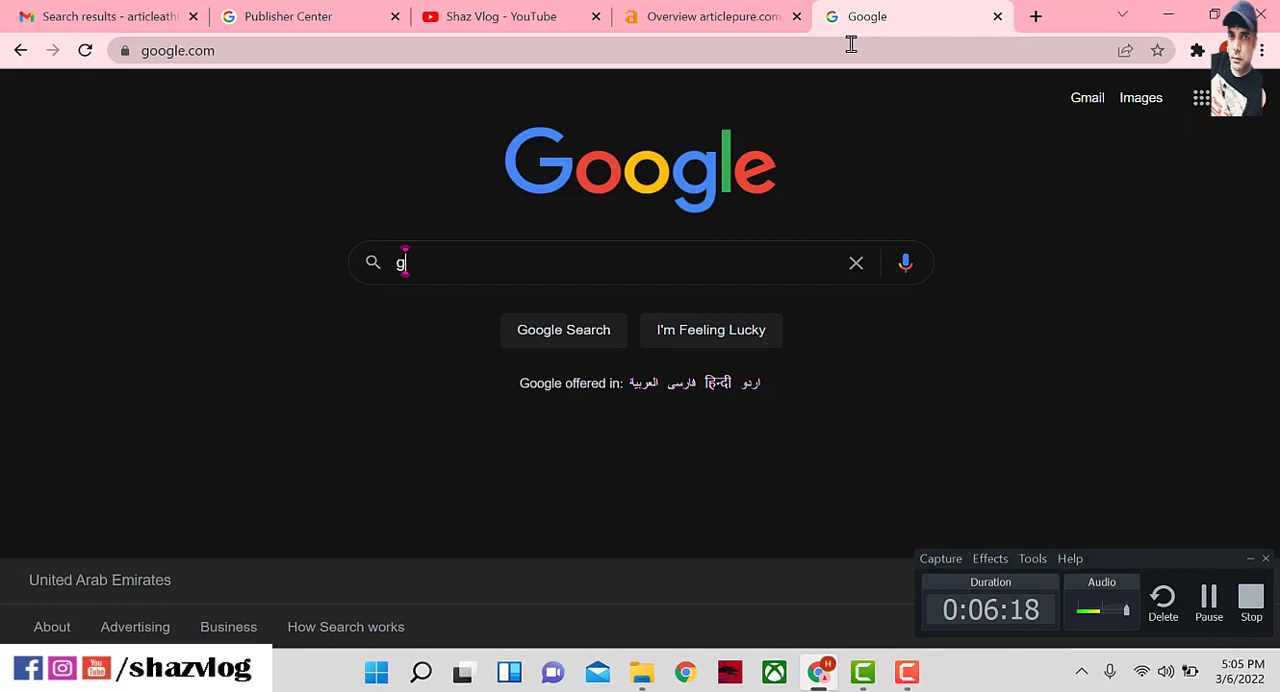 Search results - articleath
Publisher Center
Shaz Vlog - YouTube
Overview articlepure.com,
Google
google.com
Gmail
Images
Google
g
Google Search
I'm Feeling Lucky
Google offered in: العربية فارسی हिन्दी اردو
United Arab Emirates
About
Advertising
Business
How Search works
Capture Effects Tools Help
Duration
0:06:18
Audio
Delete
Pause
Stop
You Tube
/shazvlog
H
5:05 PM
3/6/2022